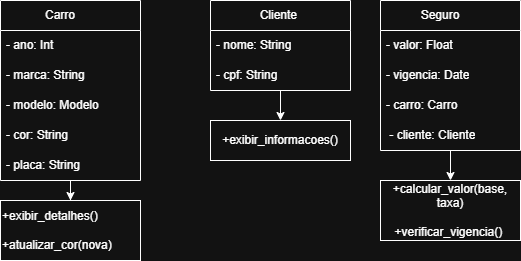 Carro
- ano: Int
- marca: String
- modelo: Modelo
- cor: String
- placa: String
+exibir_detalhes()
+atualizar_cor(nova)
Cliente
- nome: String
- cpf: String
+exibir_informacoes()
Seguro
- valor: Float
- vigencia: Date
- carro: Carro
- cliente: Cliente
+calcular_valor(base,
taxa)
+verificar_vigencia()